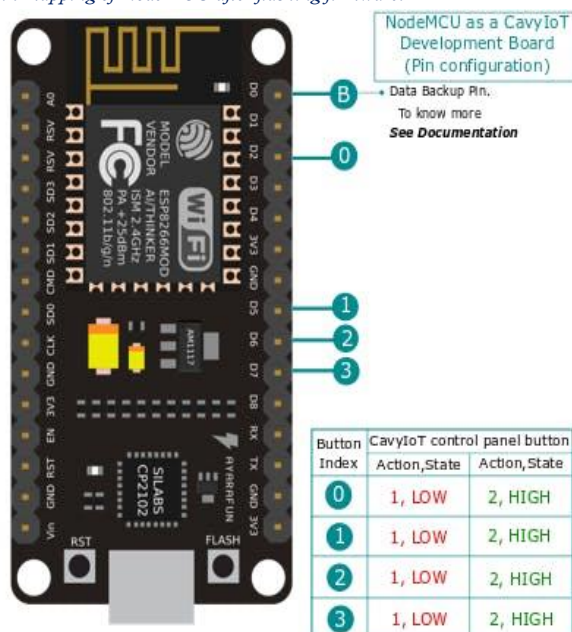 NodeMCU as a CavyIoT
Development Board
(Pin configuration)
B
Data Backup Pin.
To know more
See Documentation
0
1
2
3
A0
RSV
RSV
SD3
SD2
SD1
CMD
SD0
CLK
GND
3V3
EN
RST
GND
Vin
D0
D1
D2
D3
D4
3V3
GND
D5
D6
D7
D8
RX
TX
GND
3V3
MODEL
VENDOR
ESP8266MOD
AI/THINKER
ISM 2.4GHz
PA +25dBm
802.11b/g/n
FC
Wi Fi
AM1117
SiLABS
CP2102
AYARAFUN
RST
FLASH
Button Index
CavyIoT control panel button
Action,State
Action,State
0 1, LOW 2, HIGH
1 1, LOW 2, HIGH
2 1, LOW 2, HIGH
3 1, LOW 2, HIGH